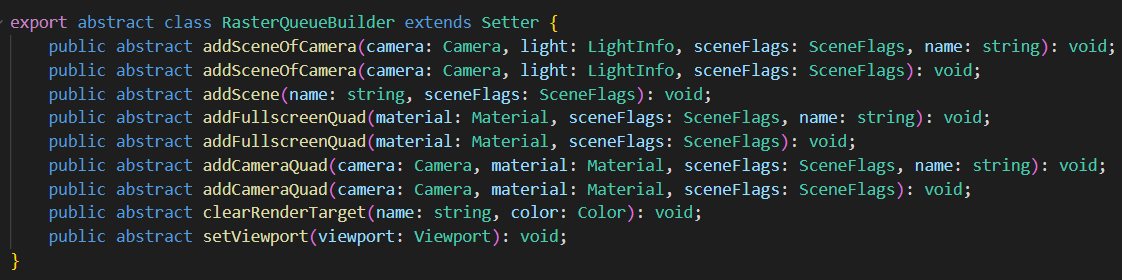 export abstract class RasterQueueBuilder extends Setter {
    public abstract addSceneOfCamera(camera: Camera, light: LightInfo, sceneFlags: SceneFlags, name: string): void;
    public abstract addSceneOfCamera(camera: Camera, light: LightInfo, sceneFlags: SceneFlags): void;
    public abstract addScene(name: string, sceneFlags: SceneFlags): void;
    public abstract addFullscreenQuad(material: Material, sceneFlags: SceneFlags, name: string): void;
    public abstract addFullscreenQuad(material: Material, sceneFlags: SceneFlags): void;
    public abstract addCameraQuad(camera: Camera, material: Material, sceneFlags: SceneFlags, name: string): void;
    public abstract addCameraQuad(camera: Camera, material: Material, sceneFlags: SceneFlags): void;
    public abstract clearRenderTarget(name: string, color: Color): void;
    public abstract setViewport(viewport: Viewport): void;
}